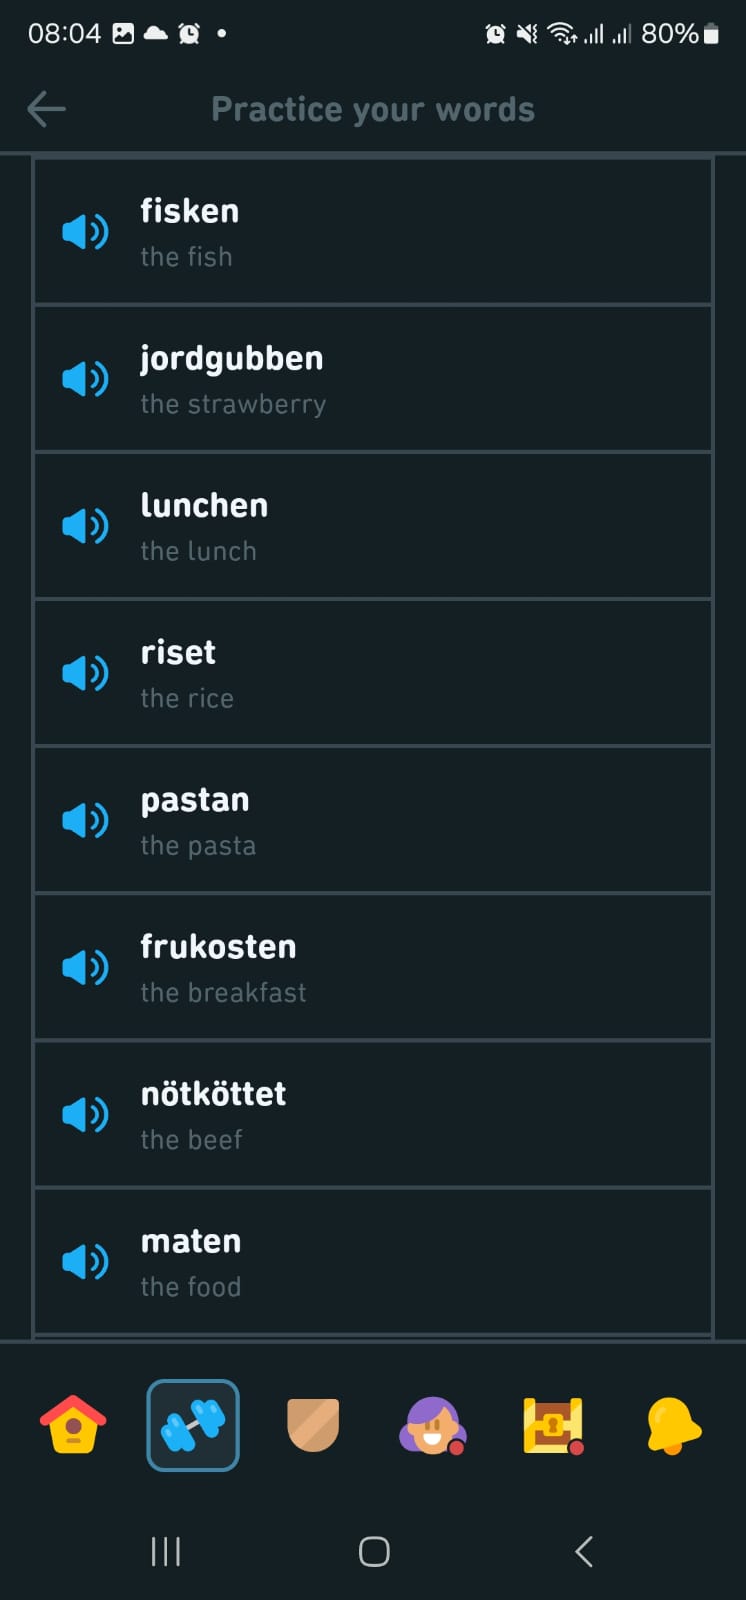 08:04
80%
Practice your words
fisken
the fish
jordgubben
the strawberry
lunchen
the lunch
riset
the rice
pastan
the pasta
frukosten
the breakfast
nötköttet
the beef
maten
the food